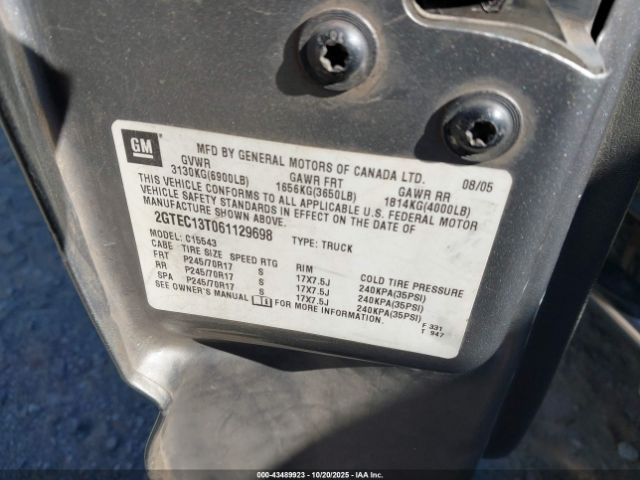 GM
MFD BY GENERAL MOTORS OF CANADA LTD.
08/05
GVWR GAWR FRT GAWR RR
3130KG(6900LB) 1656KG(3650LB) 1814KG(4000LB)
THIS VEHICLE CONFORMS TO ALL APPLICABLE U.S. FEDERAL MOTOR
VEHICLE SAFETY STANDARDS IN EFFECT ON THE DATE OF
MANUFACTURE SHOWN ABOVE.
2GTEC13T061129698 TYPE: TRUCK
MODEL: C15543
CABE TIRE SIZE SPEED RTG RIM COLD TIRE PRESSURE
FRT P245/70R17 S 17X7.5J 240KPA(35PSI)
RR P245/70R17 S 17X7.5J 240KPA(35PSI)
SPA P245/70R17 S 17X7.5J 240KPA(35PSI)
SEE OWNER'S MANUAL FOR MORE INFORMATION.
F 331
T 947
000-43489923 | 10/20/2025 | IAAI.COM